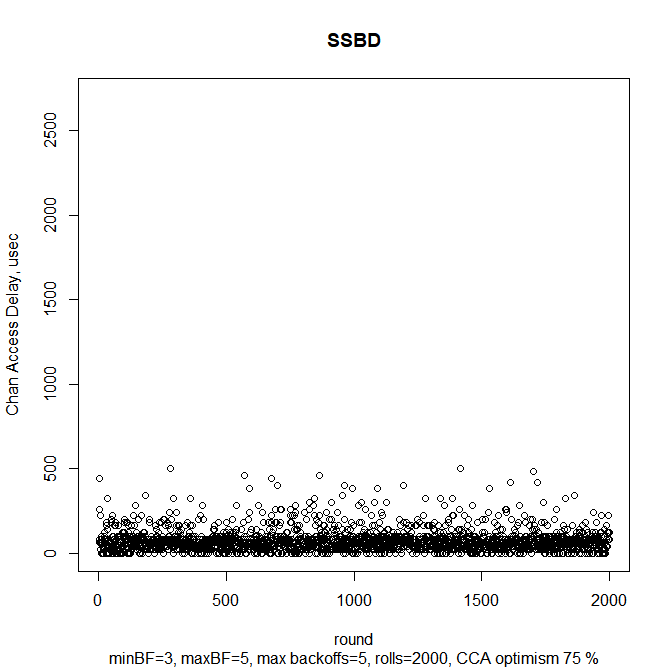 SSBD
2500
2000
1500
1000
500
0
Chan Access Delay, usec
0 500 1000 1500 2000
round
minBF=3, maxBF=5, max backoffs=5, rolls=2000, CCA optimism 75 %